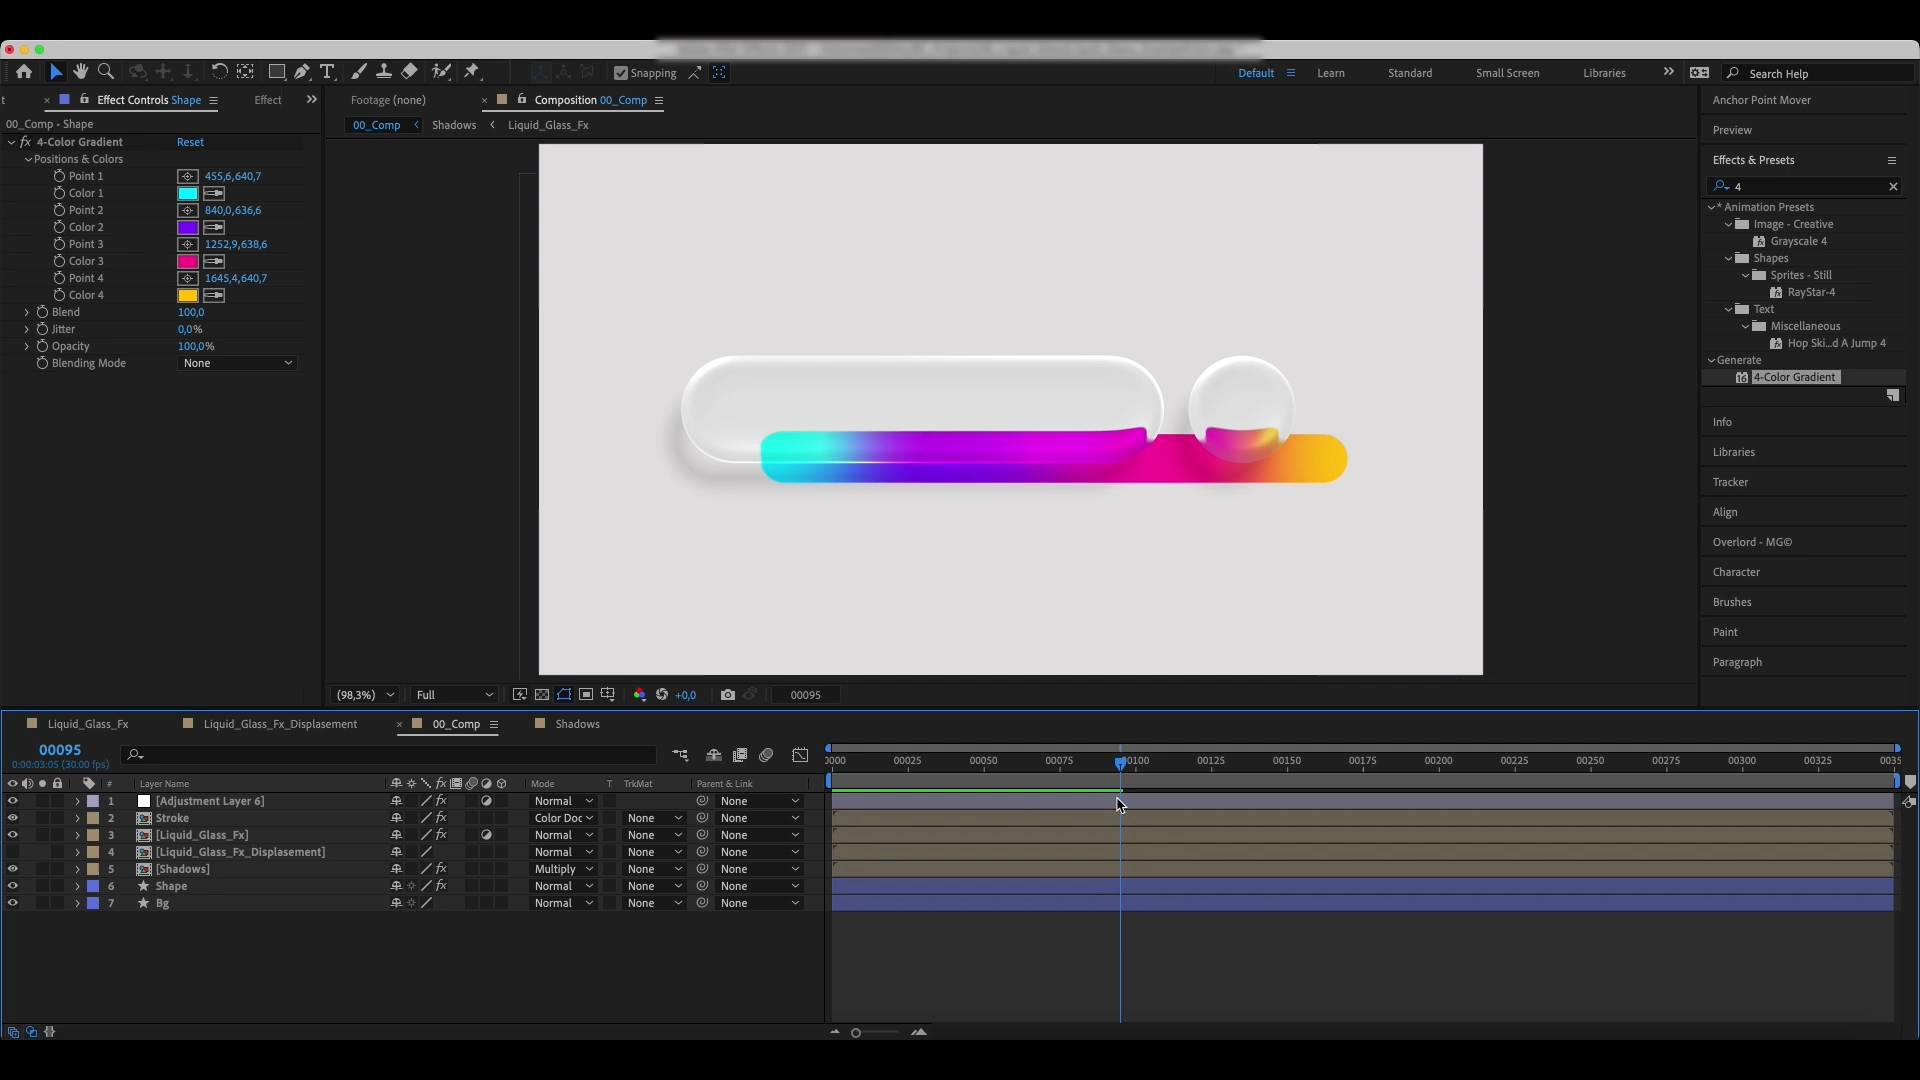 Snapping
Default
Learn
Standard
Small Screen
Libraries
Search Help
t
Effect Controls Shape
Effect
Footage (none)
Composition 00_Comp
Anchor Point Mover
00_Comp • Shape
00_Comp
Shadows
Liquid_Glass_Fx
Preview
fx 4-Color Gradient
Reset
Positions & Colors
Point 1 455,6,640,7
Color 1
Point 2 840,0,636,6
Color 2
Point 3 1252,9,638,6
Color 3
Point 4 1645,4,640,7
Color 4
Blend 100,0
Jitter 0,0%
Opacity 100,0%
Blending Mode None
Effects & Presets
4
* Animation Presets
Image - Creative
Grayscale 4
Shapes
Sprites - Still
RayStar-4
Text
Miscellaneous
Hop Ski...d A Jump 4
Generate
4-Color Gradient
Info
Libraries
Tracker
Align
Overlord - MG©
Character
Brushes
Paint
Paragraph
(98,3%)
Full
+0,0
00095
Liquid_Glass_Fx
Liquid_Glass_Fx_Displasement
00_Comp
Shadows
00095
0:00:03:05 (30.00 fps)
0000 00025 00050 00075 00100 00125 00150 00175 00200 00225 00250 00275 00300 00325 0035
# Layer Name fx Mode T TrkMat Parent & Link
1 [Adjustment Layer 6] Normal None
2 Stroke Color Doc None None
3 [Liquid_Glass_Fx] fx Normal None None
4 [Liquid_Glass_Fx_Displasement] Normal None None
5 [Shadows] fx Multiply None None
6 Shape fx Normal None None
7 Bg Normal None None